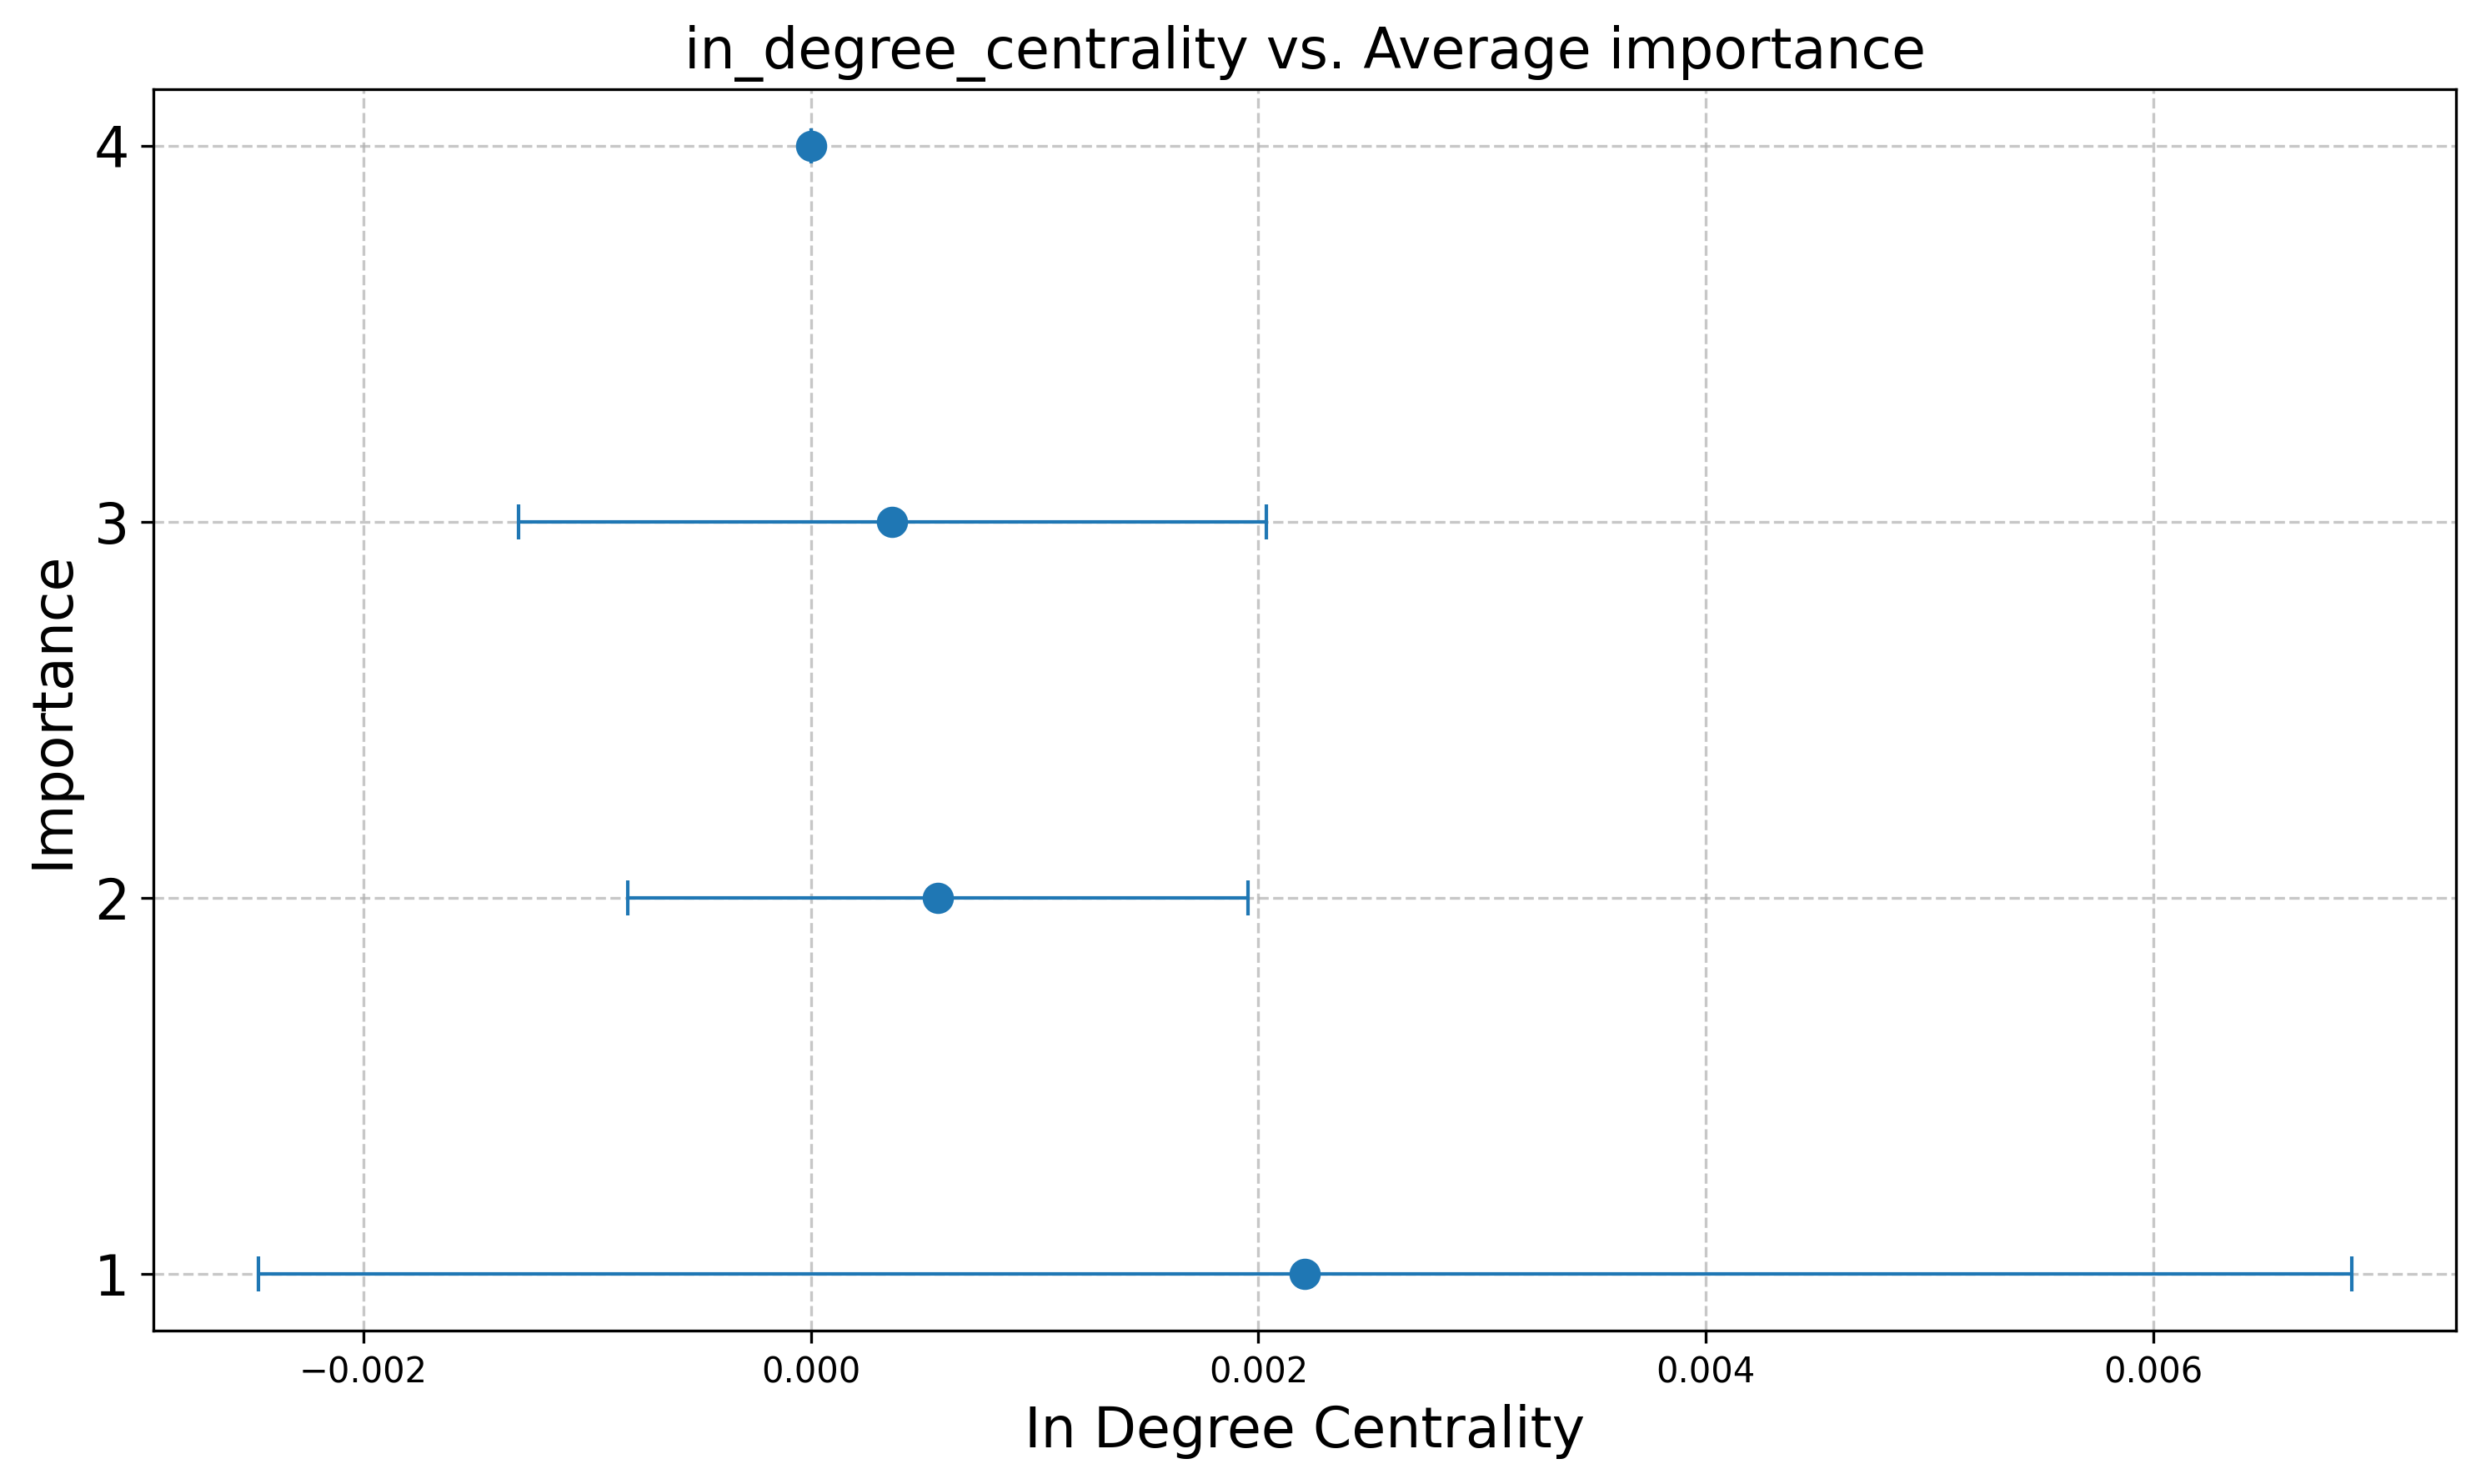 in_degree_centrality vs. Average importance
4
3
2
1
Importance
−0.002 0.000 0.002 0.004 0.006
In Degree Centrality